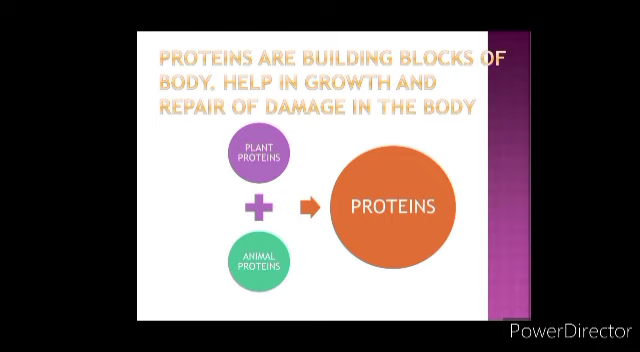 PROTEINS ARE BUILDING BLOCKS OF
BODY. HELP IN GROWTH AND
REPAIR OF DAMAGE IN THE BODY
PLANT
PROTEINS
PROTEINS
ANIMAL
PROTEINS
PowerDirector